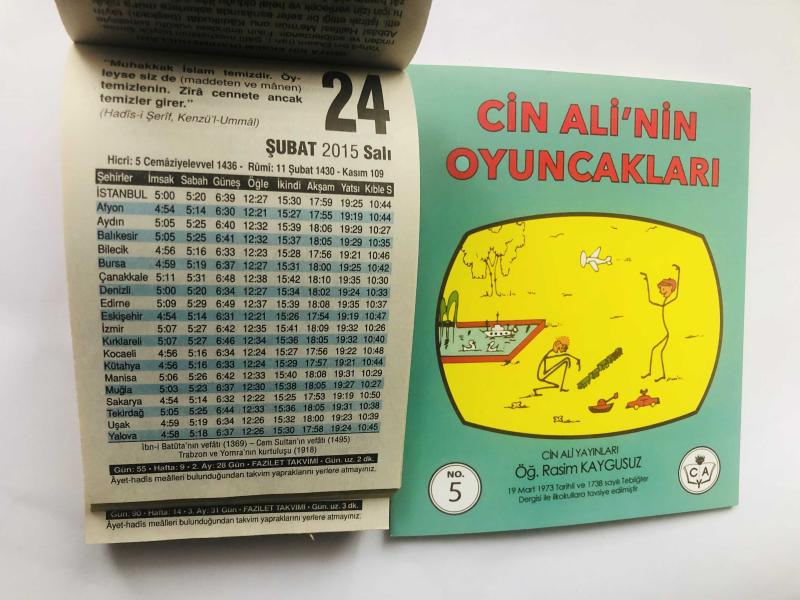 "Muhakkak İslam temizdir. Öy-
leyse siz de (maddeten ve mânen)
temizlenin. Zîrâ cennete ancak
temizler girer."
(Hadîs-i Şerîf, Kenzü'l-Ummâl)
24
ŞUBAT 2015 Salı
Hicrî: 5 Cemâziyelevvel 1436 - Rûmî: 11 Şubat 1430 - Kasım 109
Şehirler İmsak Sabah Güneş Öğle İkindi Akşam Yatsı Kıble S
İSTANBUL 5:00 5:20 6:39 12:27 15:30 17:59 19:25 10:44
Afyon 4:54 5:14 6:30 12:21 15:27 17:55 19:19 10:44
Aydın 5:05 5:25 6:40 12:32 15:39 18:06 19:29 10:27
Balıkesir 5:05 5:25 6:41 12:32 15:37 18:05 19:29 10:35
Bilecik 4:56 5:16 6:33 12:23 15:28 17:56 19:21 10:46
Bursa 4:59 5:19 6:37 12:27 15:31 18:00 19:25 10:42
Çanakkale 5:11 5:31 6:48 12:38 15:42 18:10 19:35 10:30
Denizli 5:00 5:20 6:34 12:27 15:34 18:02 19:24 10:33
Edirne 5:09 5:29 6:49 12:37 15:39 18:08 19:35 10:37
Eskişehir 4:54 5:14 6:31 12:21 15:26 17:54 19:19 10:47
İzmir 5:07 5:27 6:42 12:35 15:41 18:09 19:32 10:26
Kırklareli 5:07 5:27 6:46 12:34 15:36 18:05 19:32 10:40
Kocaeli 4:56 5:16 6:34 12:24 15:27 17:56 19:22 10:48
Kütahya 4:56 5:16 6:33 12:24 15:29 17:57 19:21 10:44
Manisa 5:06 5:26 6:42 12:33 15:40 18:08 19:31 10:29
Muğla 5:03 5:23 6:37 12:30 15:38 18:05 19:27 10:27
Sakarya 4:54 5:14 6:32 12:22 15:25 17:53 19:19 10:50
Tekirdağ 5:05 5:25 6:44 12:33 15:36 18:05 19:31 10:38
Uşak 4:59 5:19 6:34 12:26 15:32 18:00 19:23 10:39
Yalova 4:58 5:18 6:37 12:26 15:30 17:58 19:24 10:45
İbn-i Batûta'nın vefâtı (1369) – Cem Sultan'ın vefâtı (1495)
Trabzon ve Yomra'nın kurtuluşu (1918)
Gün: 55 • Hafta: 9 • 2. Ay: 28 Gün • FAZİLET TAKVİMİ • Gün. uz. 2 dk.
Âyet-hadîs meâlleri bulunduğundan takvim yapraklarını yerlere atmayınız.
Gün: 90 • Hafta: 14 • 3. Ay: 31 Gün • FAZİLET TAKVİMİ • Gün. uz. 3 dk.
Âyet-hadîs meâlleri bulunduğundan takvim yapraklarını yerlere atmayınız.
CİN ALİ'NİN
OYUNCAKLARI
CİN ALİ YAYINLARI
Öğ. Rasim KAYGUSUZ
19 Mart 1973 Tarihli ve 1738 sayılı Tebliğler
Dergisi ile ilkokullara tavsiye edilmiştir
NO.
5
C A
Y